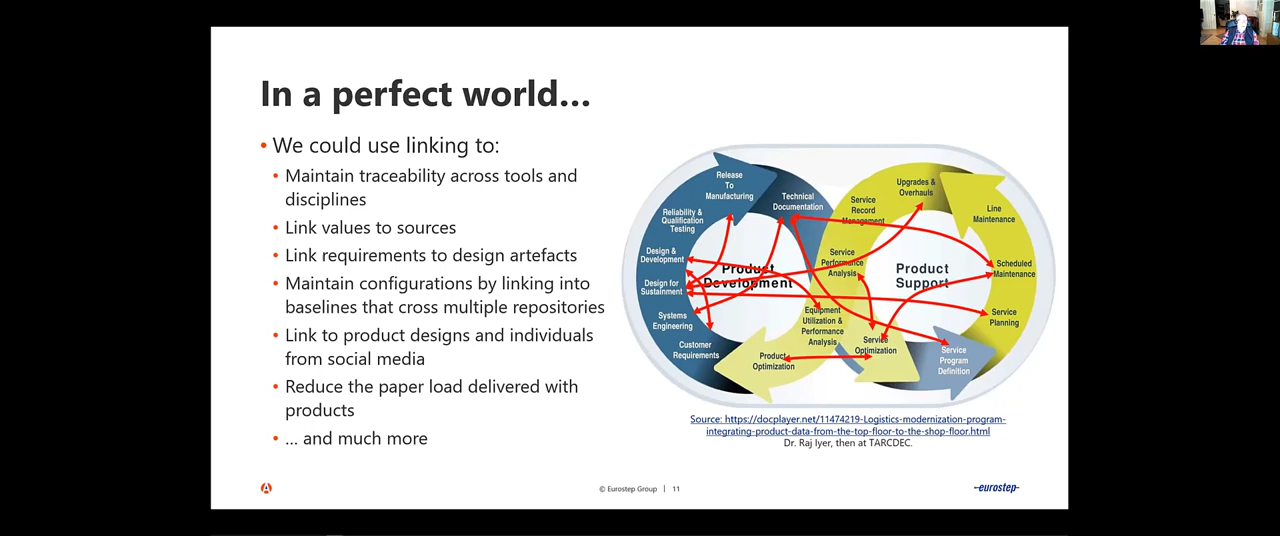 In a perfect world...
• We could use linking to:
• Maintain traceability across tools and
disciplines
• Link values to sources
• Link requirements to design artefacts
• Maintain configurations by linking into
baselines that cross multiple repositories
• Link to product designs and individuals
from social media
• Reduce the paper load delivered with
products
• ... and much more
Release
To
Manufacturing
Technical
Documentation
Reliability &
Qualification
Testing
Design &
Development
Design for
Sustainment
Systems
Engineering
Customer
Requirements
Product
Development
Product
Optimization
Service
Record
Management
Service
Performance
Analysis
Equipment
Utilization &
Performance
Analysis
Service
Optimization
Upgrades &
Overhauls
Line
Maintenance
Scheduled
Maintenance
Service
Planning
Service
Program
Definition
Product
Support
Source: https://docplayer.net/11474219-Logistics-modernization-program-
integrating-product-data-from-the-top-floor-to-the-shop-floor.html
Dr. Raj Iyer, then at TARCDEC.
© Eurostep Group | 11
eurostep